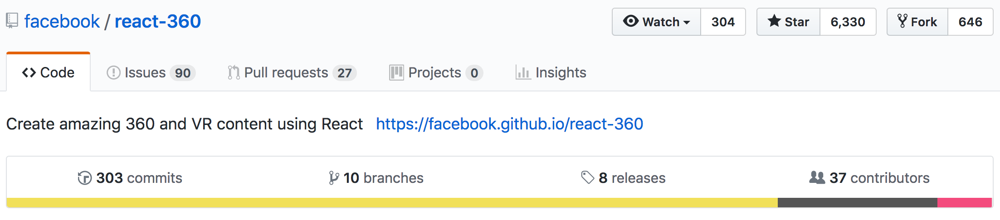 facebook / react-360 Watch 304 Star 6,330 Fork 646
Code Issues 90 Pull requests 27 Projects 0 Insights
Create amazing 360 and VR content using React https://facebook.github.io/react-360
303 commits 10 branches 8 releases 37 contributors